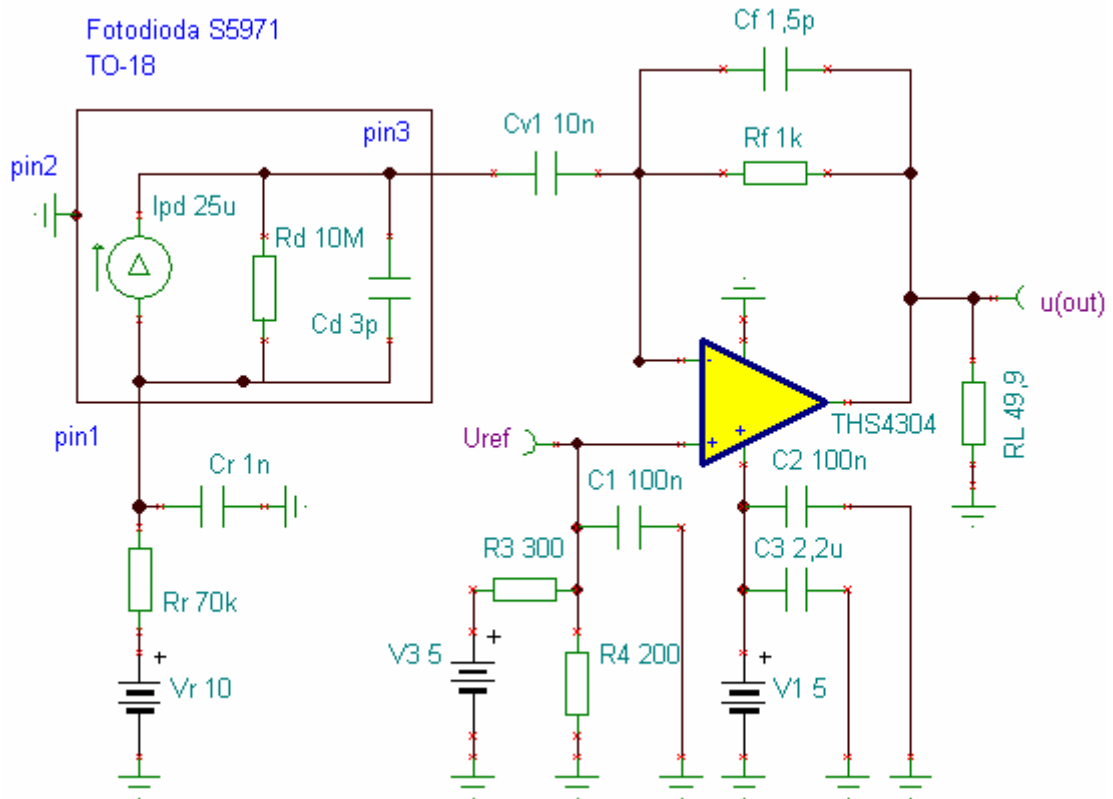 Fotodioda S5971
TO-18
Cf 1,5p
Cv1 10n
pin3
Rf 1k
pin2
Ipd 25u
Rd 10M
Cd 3p
u(out)
-
THS4304
RL 49,9
pin1
Uref
+
+
Cr 1n
C1 100n
C2 100n
R3 300
C3 2,2u
Rr 70k
V3 5
+
R4 200
+
Vr 10
+
V1 5